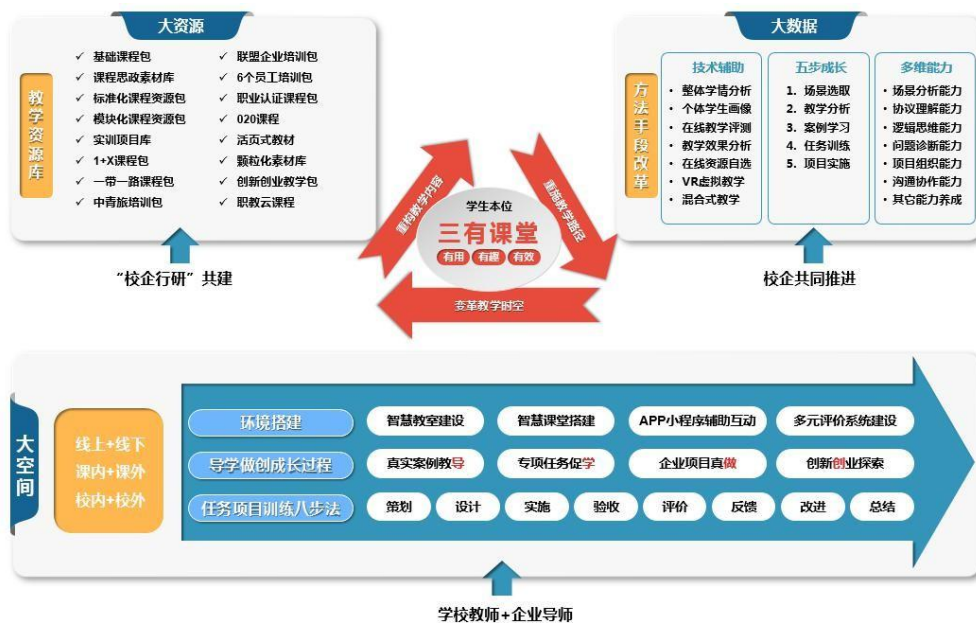 大资源
教学资源库
✓ 基础课程包
✓ 课程思政素材库
✓ 标准化课程资源包
✓ 模块化课程资源包
✓ 实训项目库
✓ 1+X课程包
✓ 一带一路课程包
✓ 中青旅培训包
✓ 联盟企业培训包
✓ 6个员工培训包
✓ 职业认证课程包
✓ 020课程
✓ 活页式教材
✓ 颗粒化素材库
✓ 创新创业教学包
✓ 职教云课程
“校企行研”共建
重构教学内容
重施教学路径
变革教学时空
学生本位
三有课堂
有用 有趣 有效
大数据
方法手段改革
技术辅助
• 整体学情分析
• 个体学生画像
• 在线教学评测
• 教学效果分析
• 在线资源自选
• VR虚拟教学
• 混合式教学
五步成长
1. 场景选取
2. 教学分析
3. 案例学习
4. 任务训练
5. 项目实施
多维能力
• 场景分析能力
• 协议理解能力
• 逻辑思维能力
• 问题诊断能力
• 项目组织能力
• 沟通协作能力
• 其它能力养成
校企共同推进
大空间
线上+线下
课内+课外
校内+校外
环境搭建 智慧教室建设 智慧课堂搭建 APP小程序辅助互动 多元评价系统建设
导学做创成长过程 真实案例教导 专项任务促学 企业项目真做 创新创业探索
任务项目训练八步法 策划 设计 实施 验收 评价 反馈 改进 总结
学校教师+企业导师